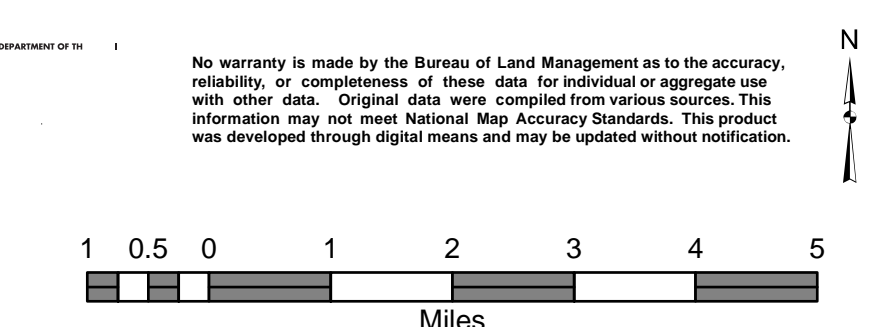 DEPARTMENT OF TH
N
No warranty is made by the Bureau of Land Management as to the accuracy,
reliability, or completeness of these data for individual or aggregate use
with other data. Original data were compiled from various sources. This
information may not meet National Map Accuracy Standards. This product
was developed through digital means and may be updated without notification.
1 0.5 0 1 2 3 4 5
Miles